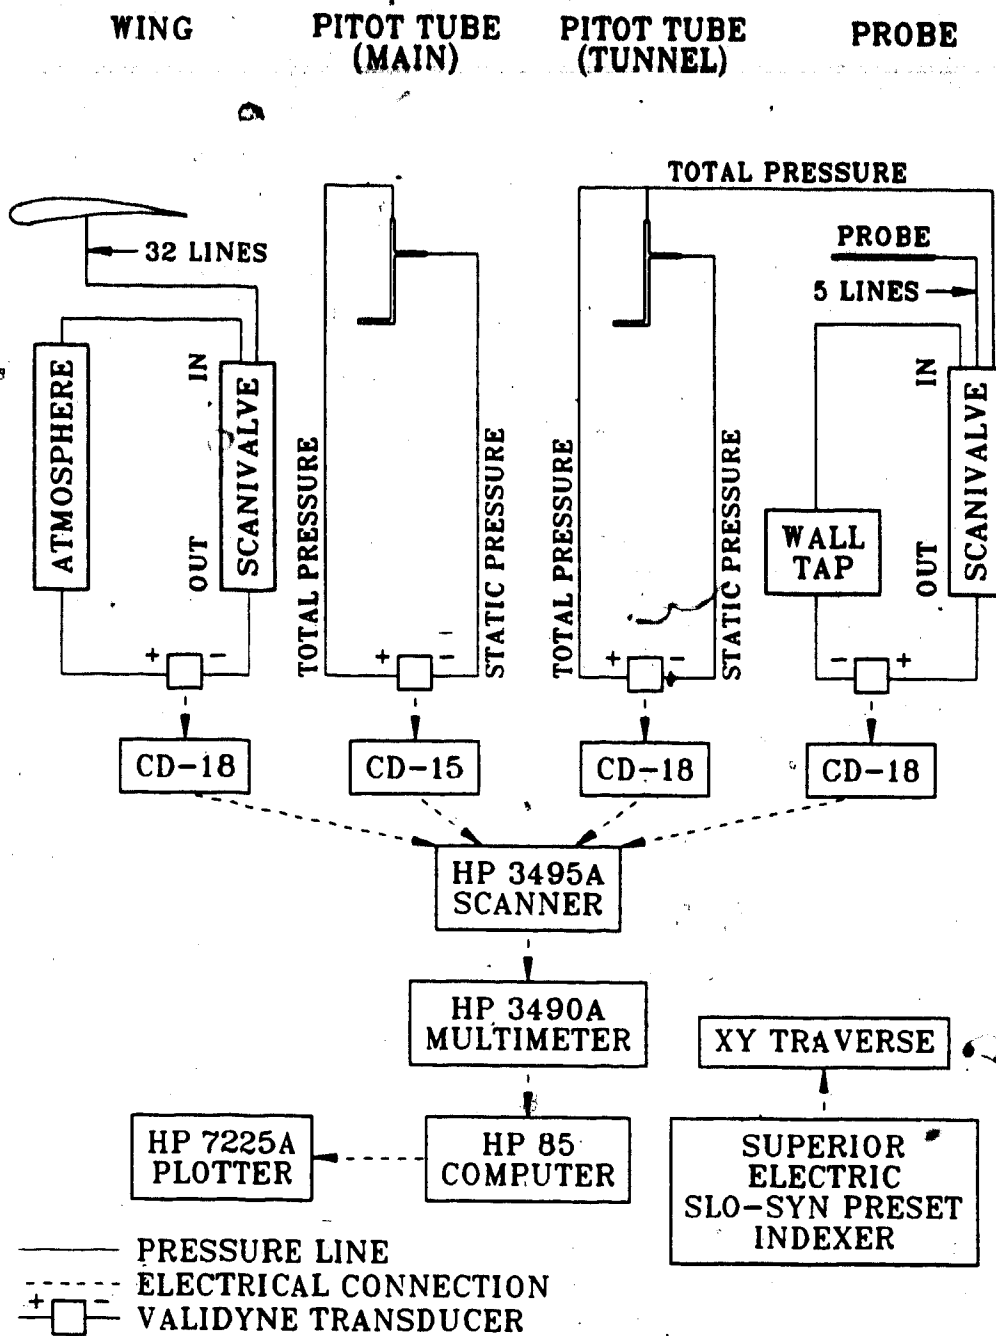 WING
PITOT TUBE
(MAIN)
PITOT TUBE
(TUNNEL)
PROBE
TOTAL PRESSURE
32 LINES
PROBE
5 LINES
ATMOSPHERE
IN
OUT
SCANIVALVE
TOTAL PRESSURE
STATIC PRESSURE
TOTAL PRESSURE
STATIC PRESSURE
WALL
TAP
IN
OUT
SCANIVALVE
+ -
+ -
+ -
- +
CD-18
CD-15
CD-18
CD-18
HP 3495A
SCANNER
HP 3490A
MULTIMETER
XY TRAVERSE
HP 7225A
PLOTTER
HP 85
COMPUTER
SUPERIOR
ELECTRIC
SLO-SYN PRESET
INDEXER
PRESSURE LINE
ELECTRICAL CONNECTION
+ -
VALIDYNE TRANSDUCER